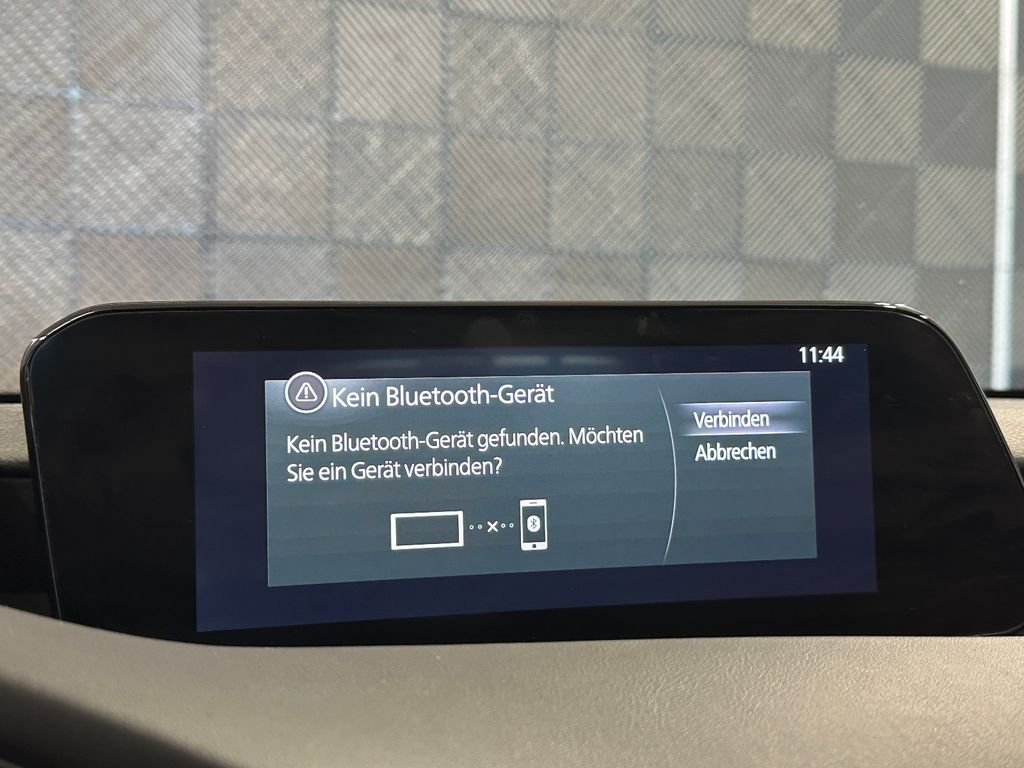 11:44
Kein Bluetooth-Gerät
Kein Bluetooth-Gerät gefunden. Möchten
Sie ein Gerät verbinden?
Verbinden
Abbrechen